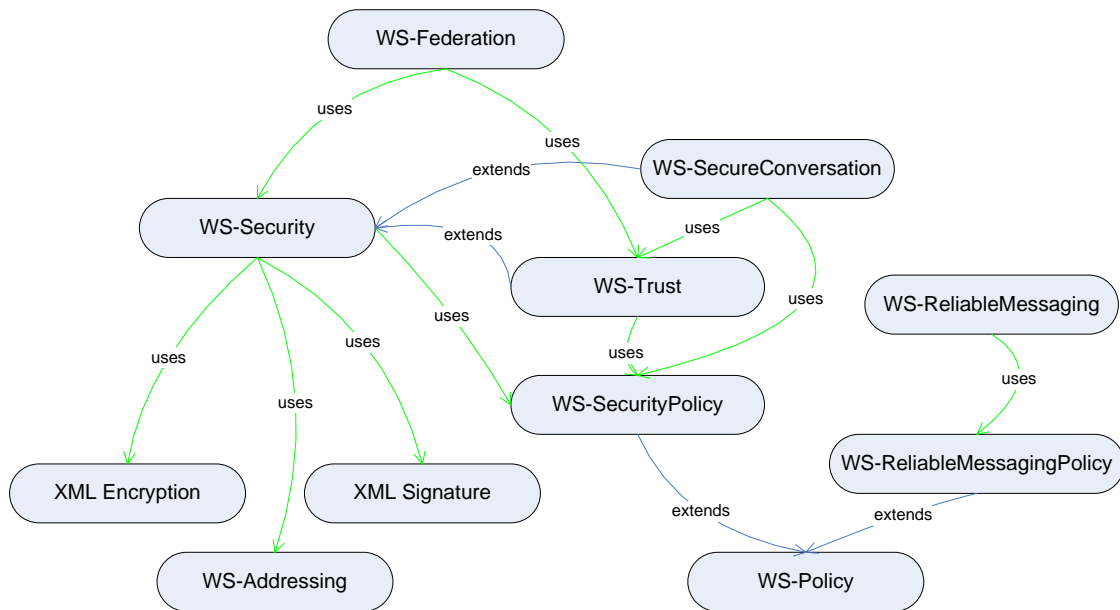 WS-Federation
uses
uses
extends
WS-SecureConversation
WS-Security
extends
uses
WS-Trust
uses
WS-ReliableMessaging
uses
uses
uses
uses
uses
uses
WS-SecurityPolicy
WS-ReliableMessagingPolicy
XML Encryption
XML Signature
extends
extends
WS-Addressing
WS-Policy